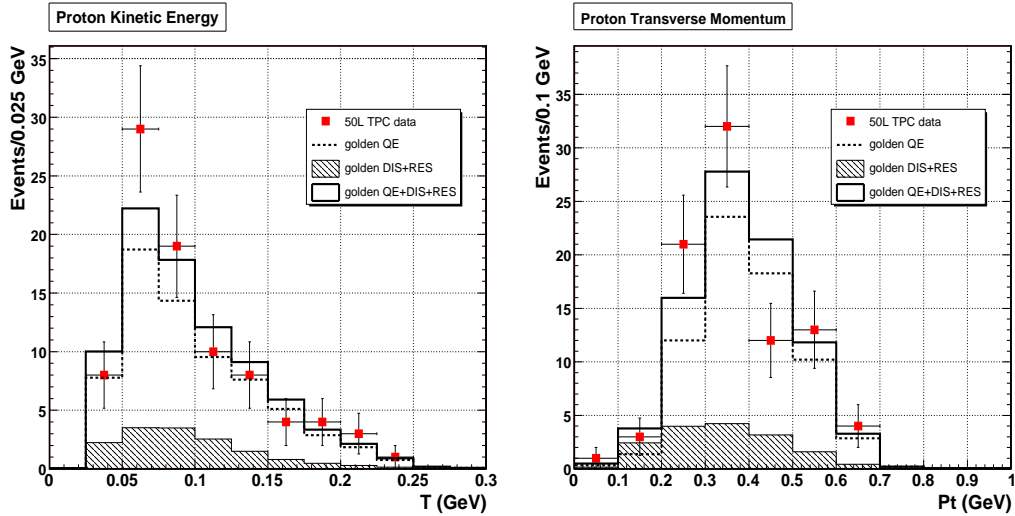 Proton Kinetic Energy
Events/0.025 GeV
35
30
25
20
15
10
5
0
50L TPC data
golden QE
golden DIS+RES
golden QE+DIS+RES
0 0.05 0.1 0.15 0.2 0.25 0.3
T (GeV)
Proton Transverse Momentum
Events/0.1 GeV
35
30
25
20
15
10
5
0
50L TPC data
golden QE
golden DIS+RES
golden QE+DIS+RES
0 0.1 0.2 0.3 0.4 0.5 0.6 0.7 0.8 0.9 1
Pt (GeV)